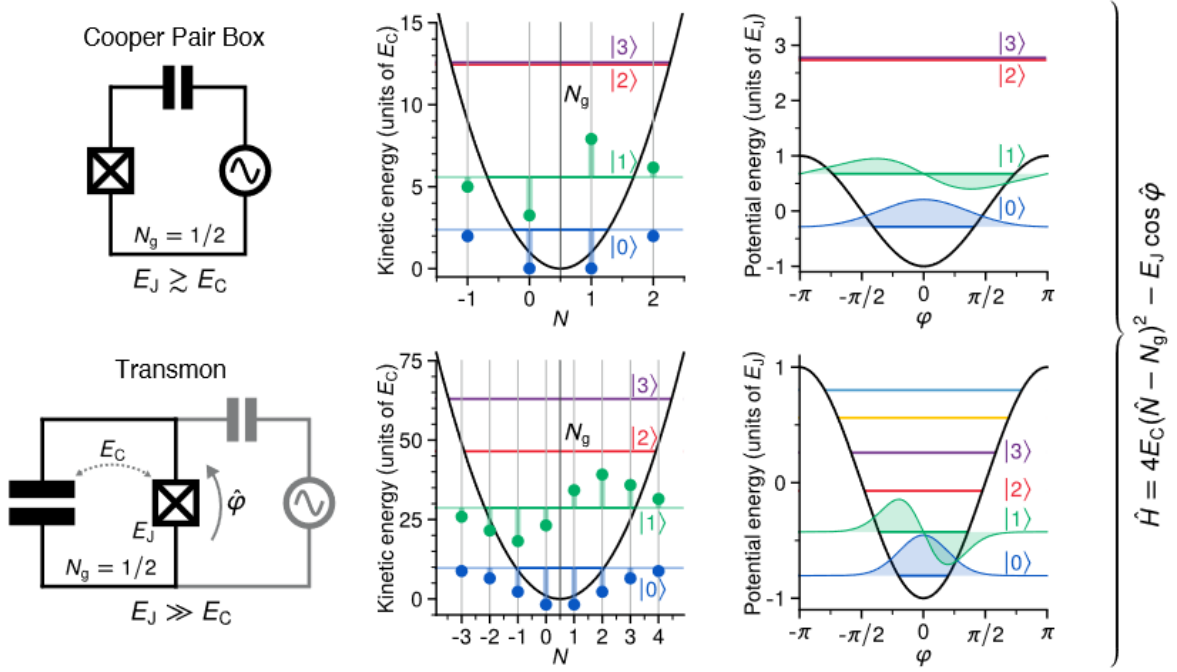 Cooper Pair Box
N_g = 1/2
E_J ≳ E_C
Kinetic energy (units of E_C)
15
10
5
0
|3⟩
|2⟩
N_g
|1⟩
|0⟩
-1 0 1 2
N
Potential energy (units of E_J)
3
2
1
0
-1
|3⟩
|2⟩
|1⟩
|0⟩
-π -π/2 0 π/2 π
φ
Transmon
E_C
E_J
φ̂
N_g = 1/2
E_J ≫ E_C
Kinetic energy (units of E_C)
75
50
25
0
|3⟩
N_g
|2⟩
|1⟩
|0⟩
-3 -2 -1 0 1 2 3 4
N
Potential energy (units of E_J)
1
0
-1
|3⟩
|2⟩
|1⟩
|0⟩
-π -π/2 0 π/2 π
φ
Ĥ = 4E_C(N̂ − N_g)² − E_J cos φ̂